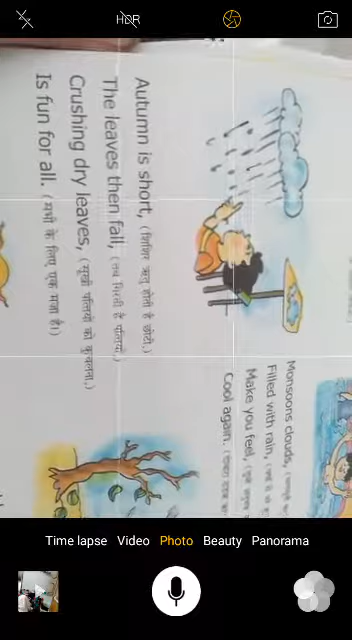 HDR
Monsoons clouds,
Filled with rain,
Make you feel,
Cool again.
Autumn is short, (शिशिर ऋतु होती है छोटी.)
The leaves then fall, (तब गिरती है पत्तियाँ.)
Crushing dry leaves, (सूखी पत्तियों को कुचलना.)
Is fun for all. (सभी के लिए एक मजा है।)
Time lapse Video Photo Beauty Panorama